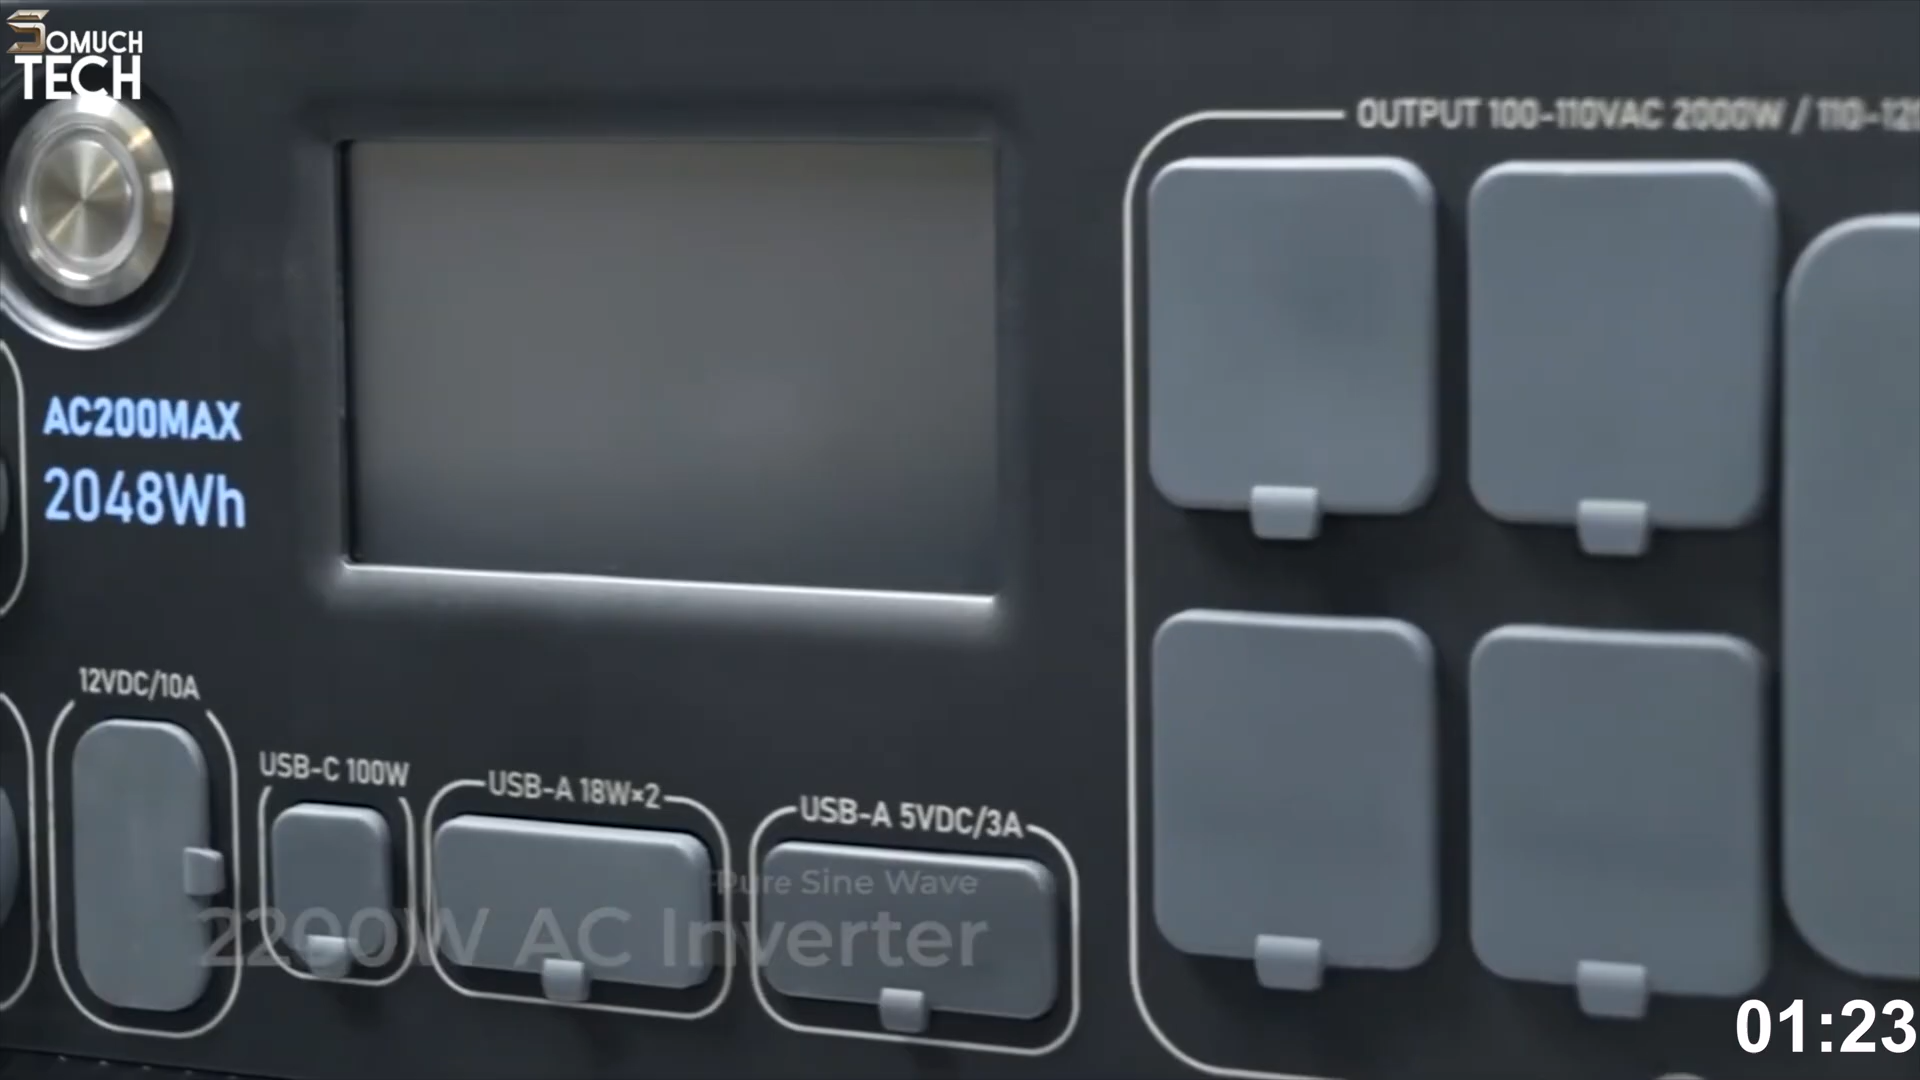 SOMUCH
TECH
OUTPUT 100-110VAC 2000W / 110-120
AC200MAX
2048Wh
12VDC/10A
USB-C 100W
USB-A 18W×2
USB-A 5VDC/3A
Pure Sine Wave
2200W AC Inverter
01:23